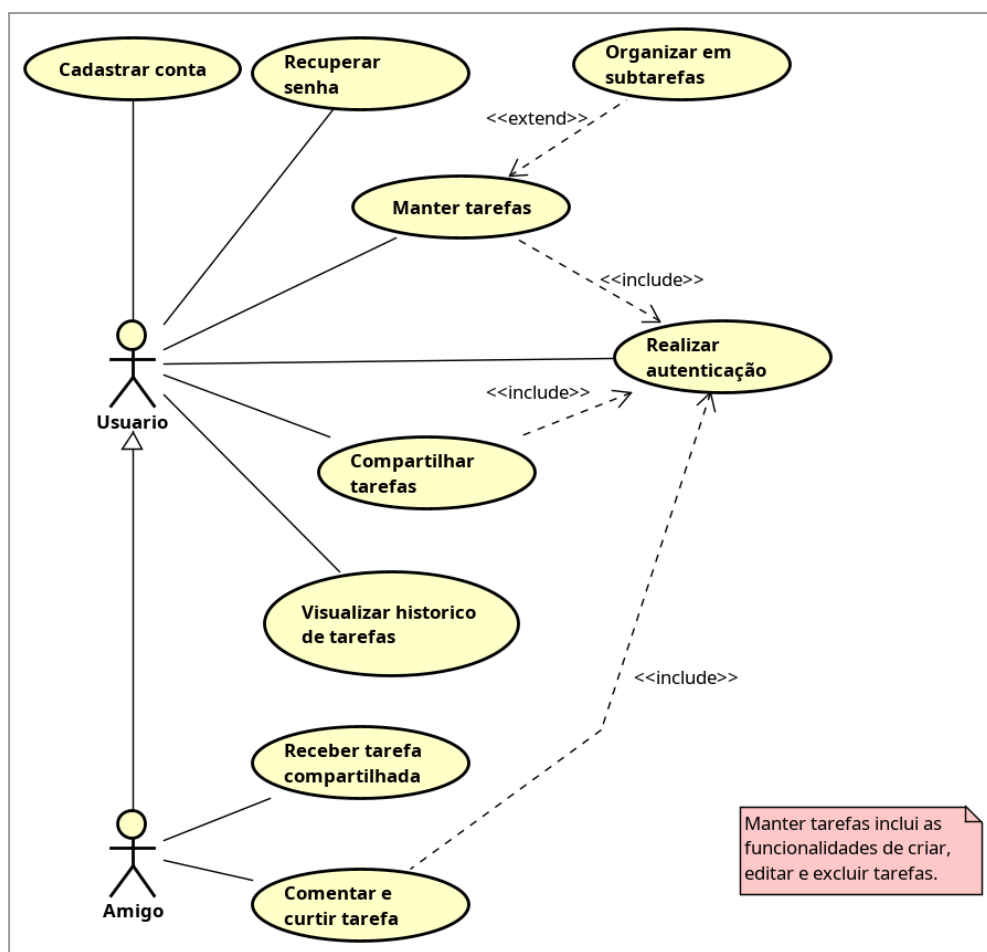 Cadastrar conta
Recuperar
senha
Organizar em
subtarefas
<<extend>>
Manter tarefas
<<include>>
Realizar
autenticação
<<include>>
Usuario
Compartilhar
tarefas
Visualizar historico
de tarefas
<<include>>
Receber tarefa
compartilhada
Manter tarefas inclui as
funcionalidades de criar,
editar e excluir tarefas.
Comentar e
curtir tarefa
Amigo